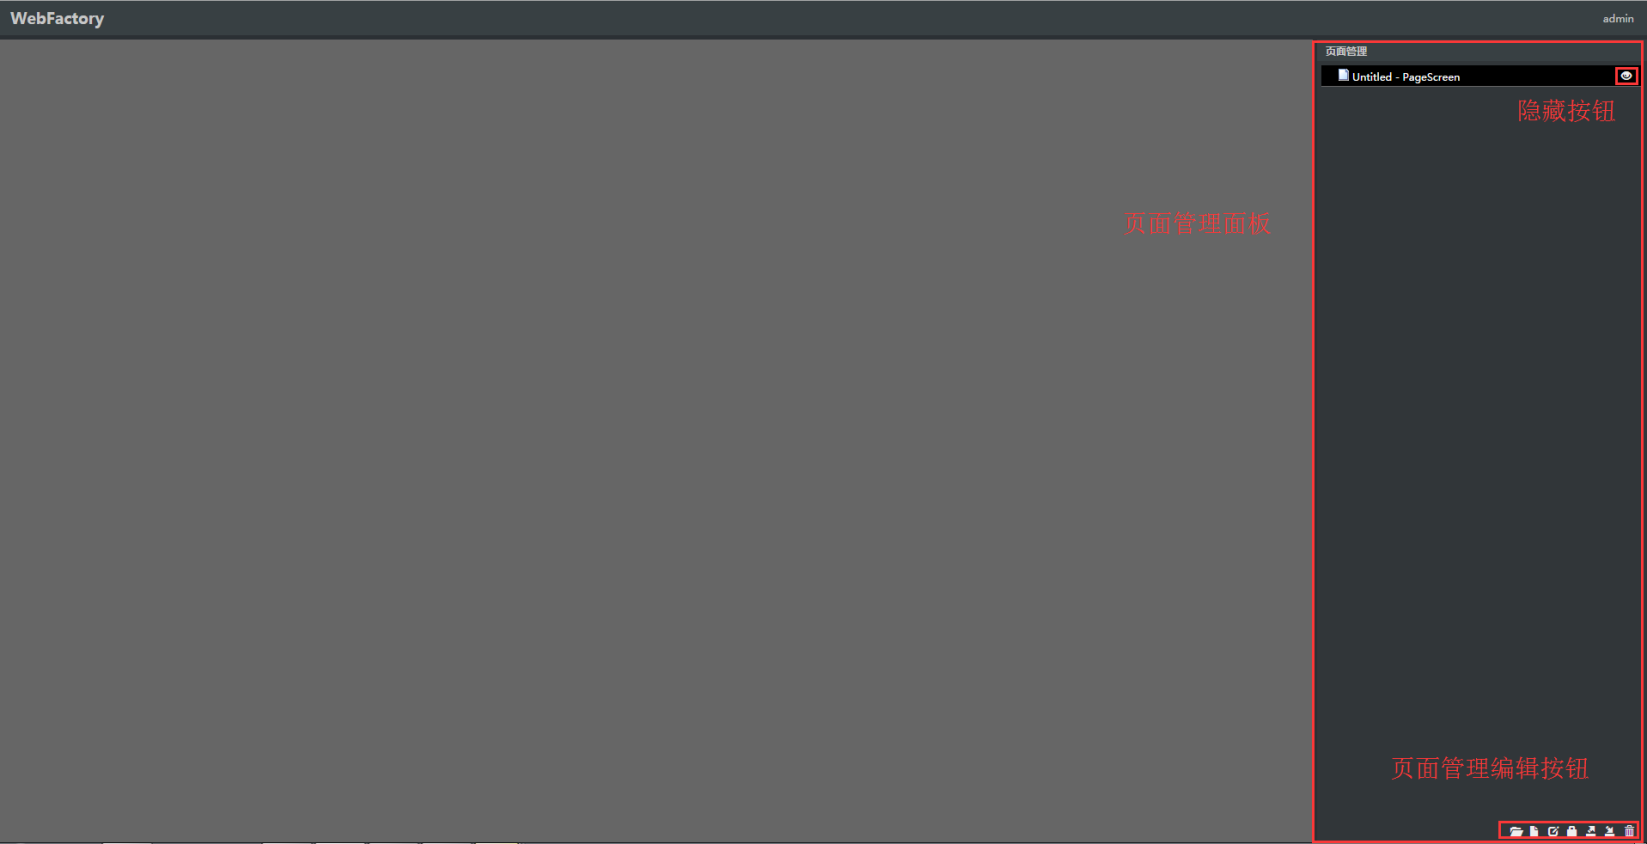 WebFactory
admin
页面管理
Untitled - PageScreen
隐藏按钮
页面管理面板
页面管理编辑按钮